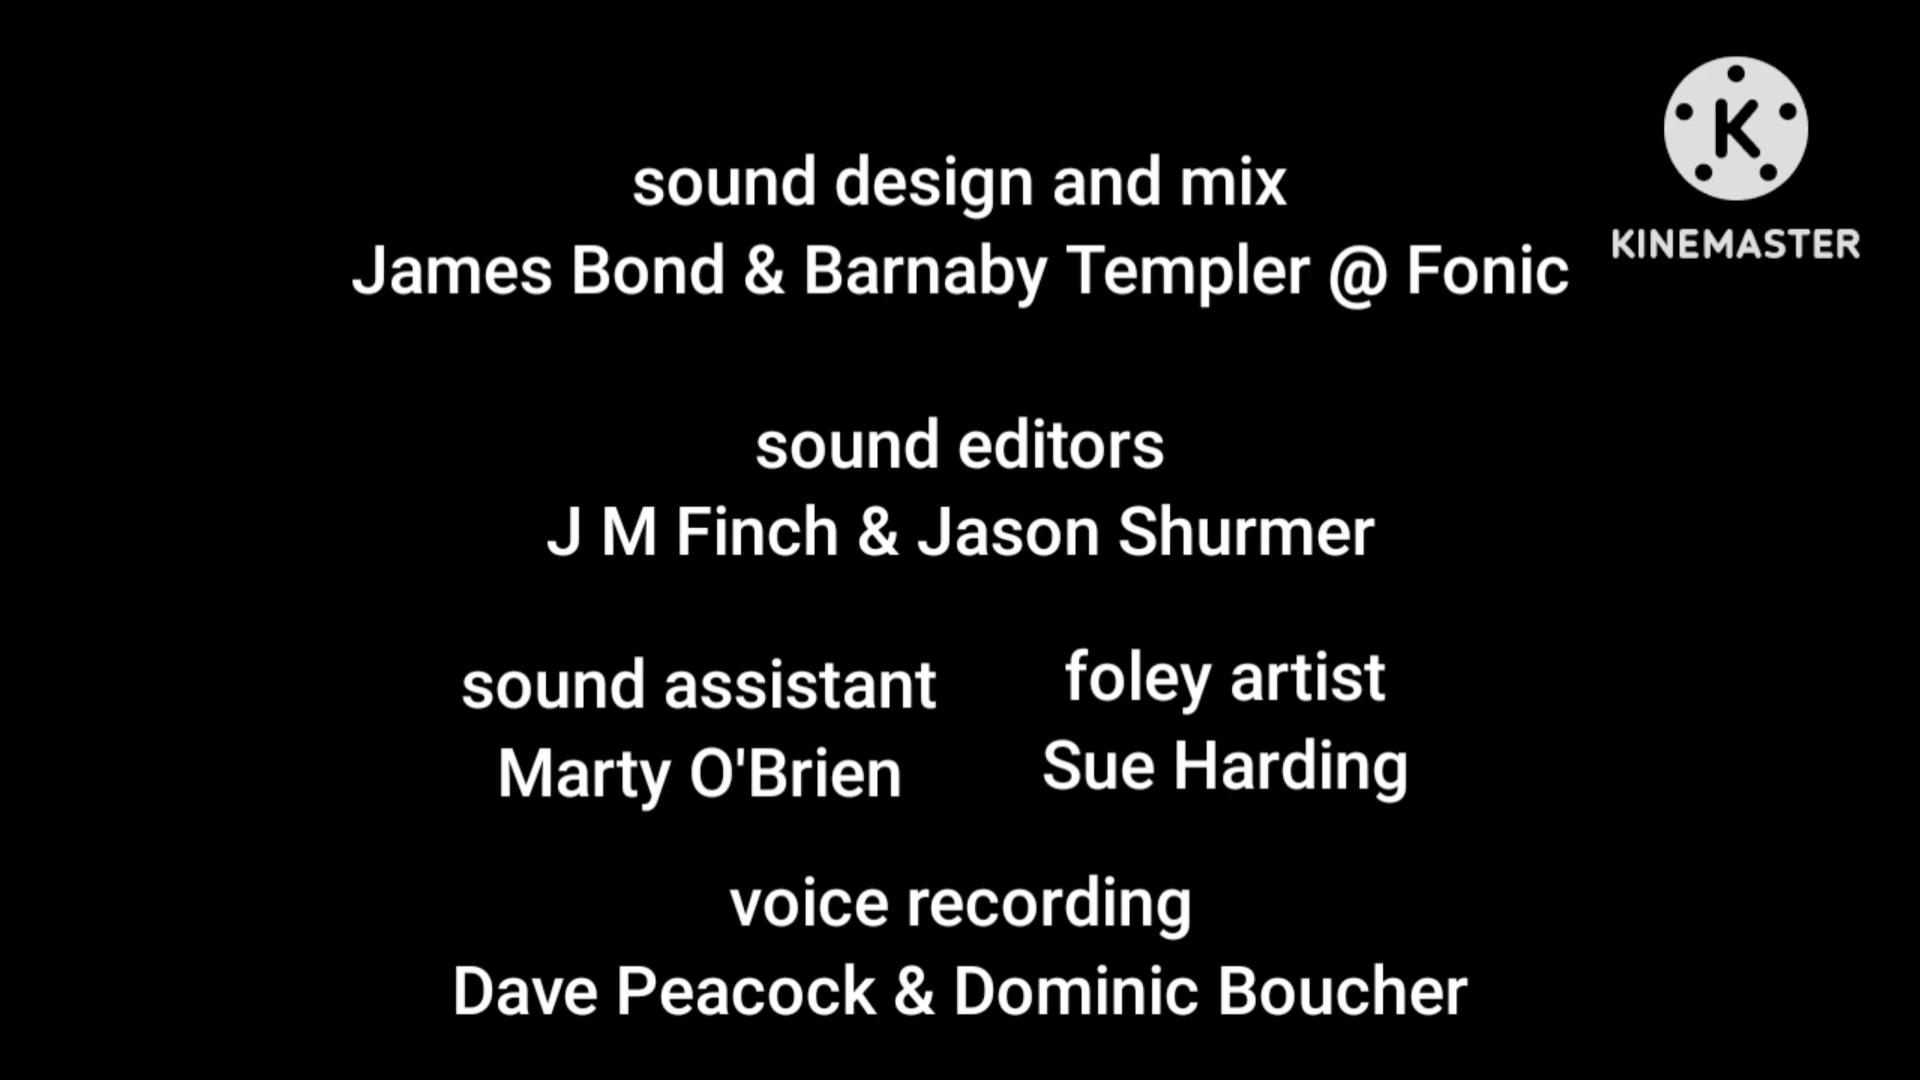 sound design and mix
James Bond & Barnaby Templer @ Fonic
K
KINEMASTER
sound editors
J M Finch & Jason Shurmer
sound assistant
Marty O'Brien
foley artist
Sue Harding
voice recording
Dave Peacock & Dominic Boucher